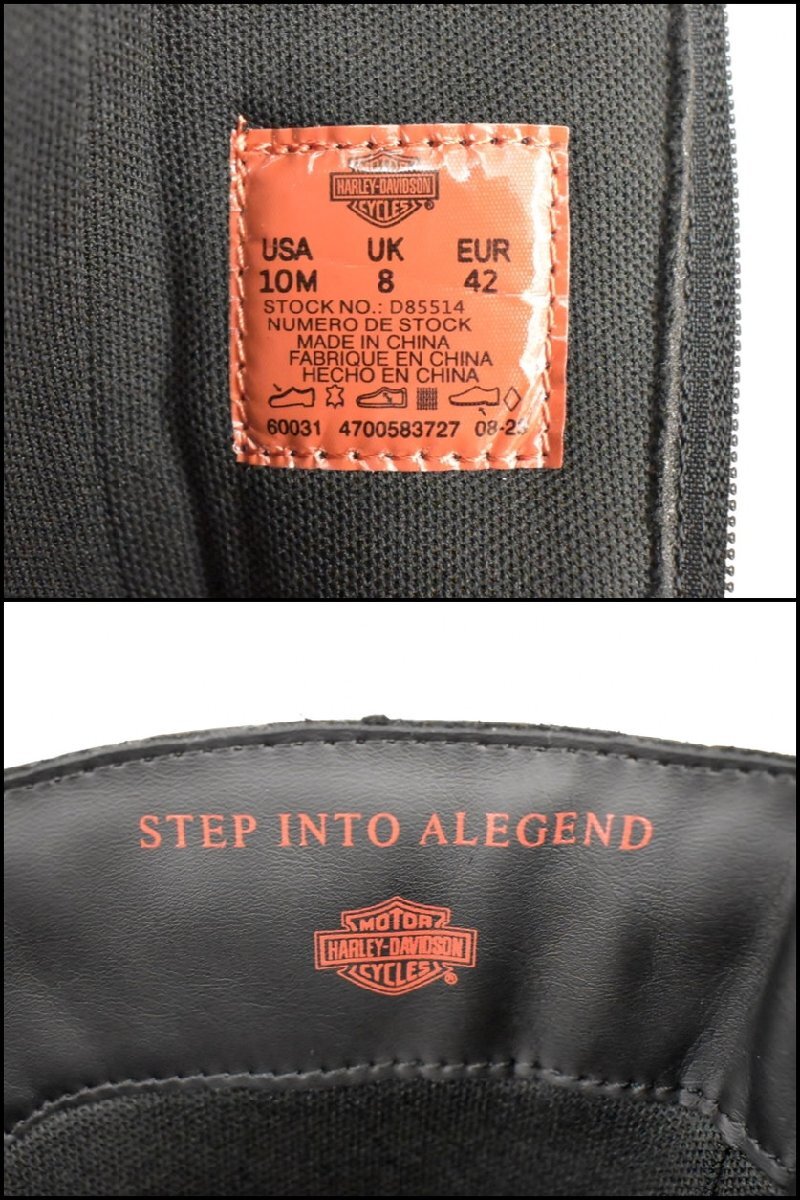 MOTOR
HARLEY-DAVIDSON
CYCLES®
USA UK EUR
10M 8 42
STOCK NO.: D85514
NUMERO DE STOCK
MADE IN CHINA
FABRIQUE EN CHINA
HECHO EN CHINA
60031 4700583727
STEP INTO ALEGEND
MOTOR
HARLEY-DAVIDSON
CYCLES®